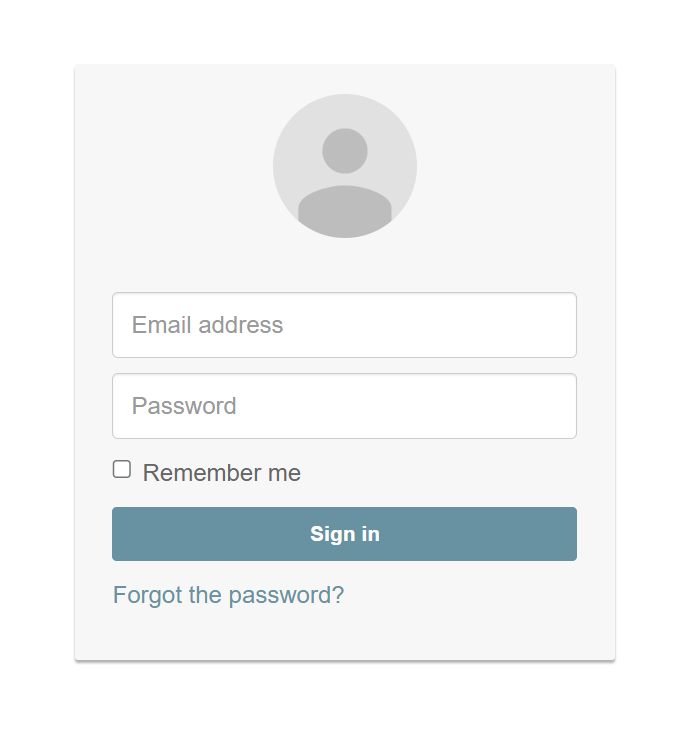 Email address
Password
Remember me
Sign in
Forgot the password?